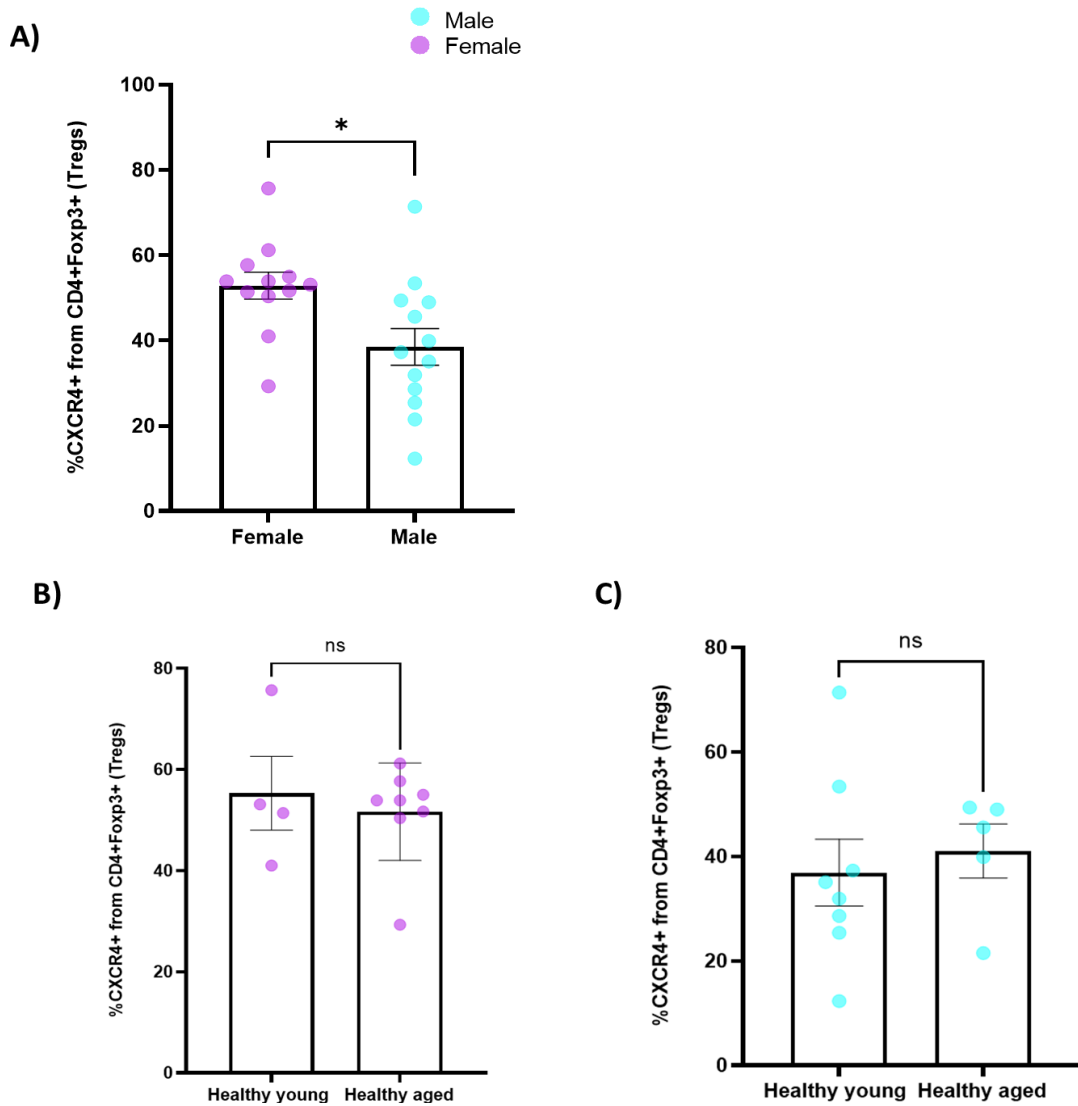 A)
Male
Female
%CXCR4+ from CD4+Foxp3+ (Tregs)
100
80
60
40
20
0
*
Female
Male
B)
%CXCR4+ from CD4+Foxp3+ (Tregs)
80
60
40
20
0
ns
Healthy young
Healthy aged
C)
%CXCR4+ from CD4+Foxp3+ (Tregs)
80
60
40
20
0
ns
Healthy young
Healthy aged